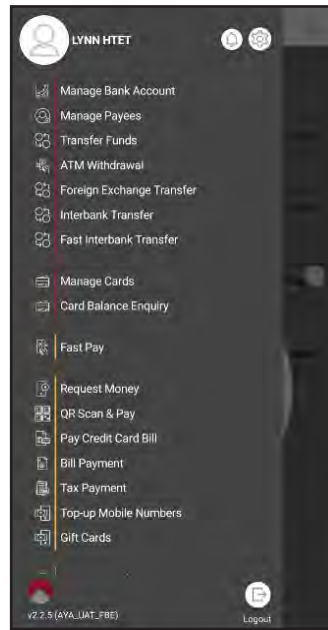 LYNN HTET
Manage Bank Account
Manage Payees
Transfer Funds
ATM Withdrawal
Foreign Exchange Transfer
Interbank Transfer
Fast Interbank Transfer
Manage Cards
Card Balance Enquiry
Fast Pay
Request Money
QR Scan & Pay
Pay Credit Card Bill
Bill Payment
Tax Payment
Top-up Mobile Numbers
Gift Cards
v2.2.5 (AYA_UAT_FBE)
Logout